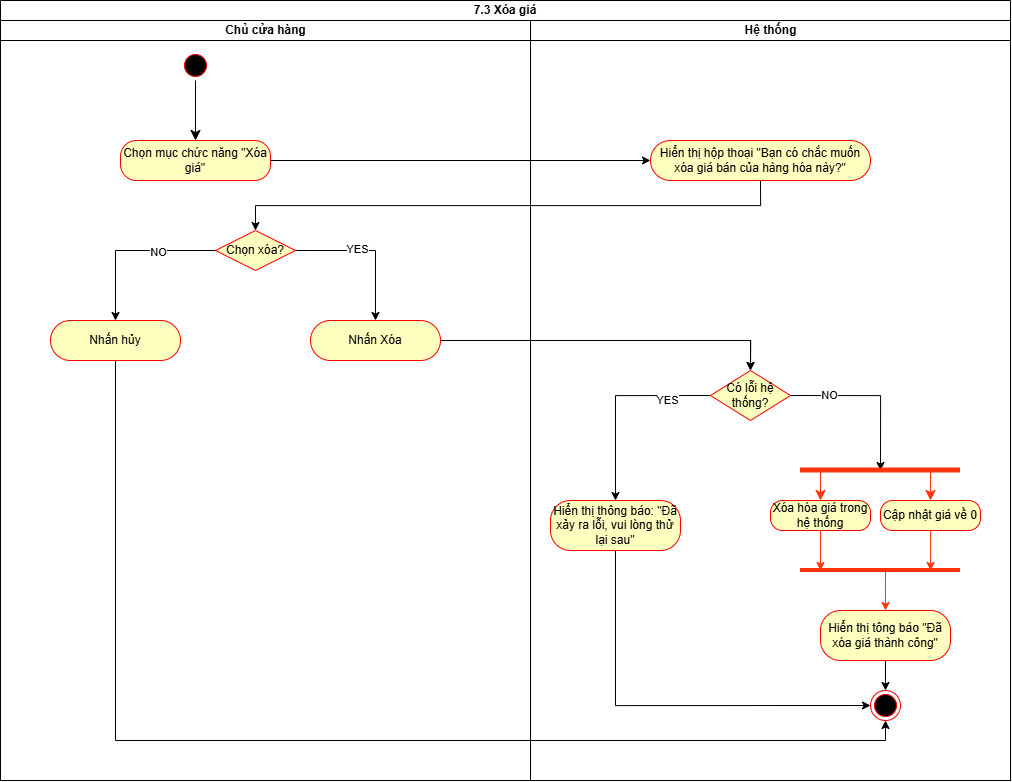 7.3 Xóa giá
Chủ cửa hàng
Hệ thống
Chọn mục chức năng "Xóa
giá"
Hiển thị hộp thoại "Bạn có chắc muốn
xóa giá bán của hàng hóa này?"
Chọn xóa?
NO
YES
Nhấn hủy
Nhấn Xóa
Có lỗi hệ
thống?
YES
NO
Hiển thị thông báo: "Đã
xảy ra lỗi, vui lòng thử
lại sau"
Xóa hóa giá trong
hệ thống
Cập nhật giá về 0
Hiển thị tông báo "Đã
xóa giá thành công"